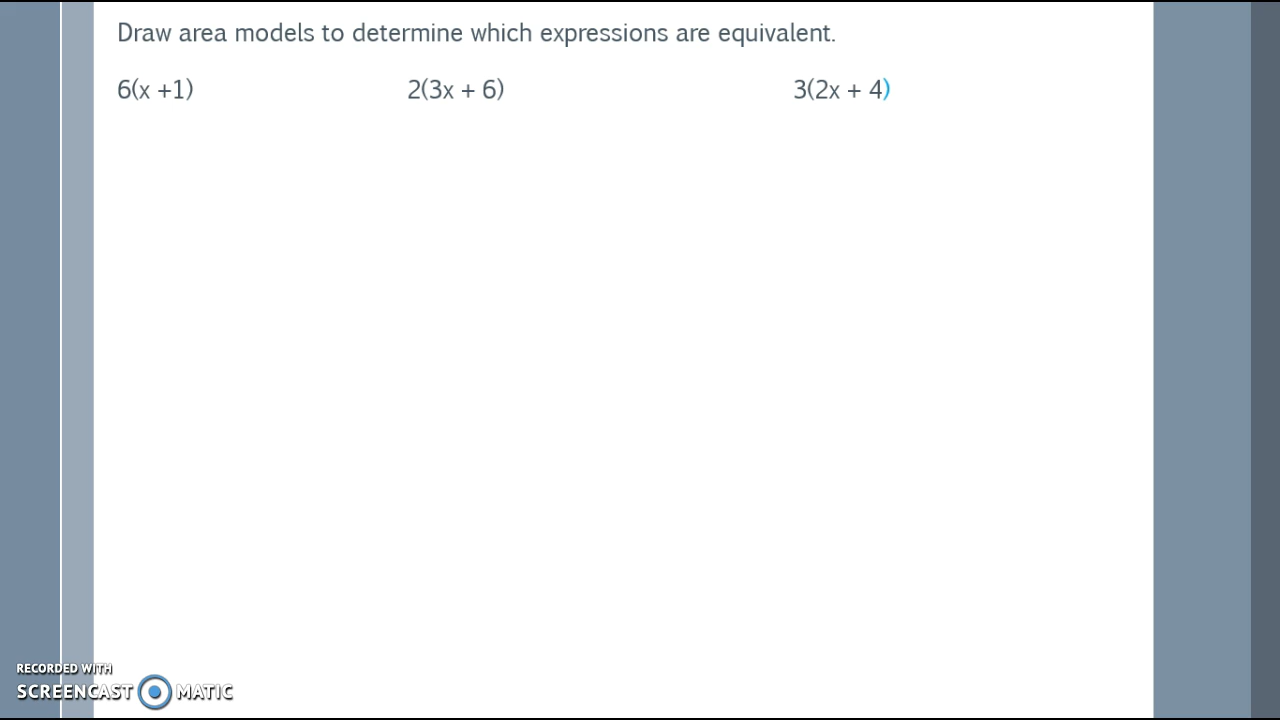 Draw area models to determine which expressions are equivalent.
6(x +1) 2(3x + 6) 3(2x + 4)
RECORDED WITH
SCREENCAST MATIC